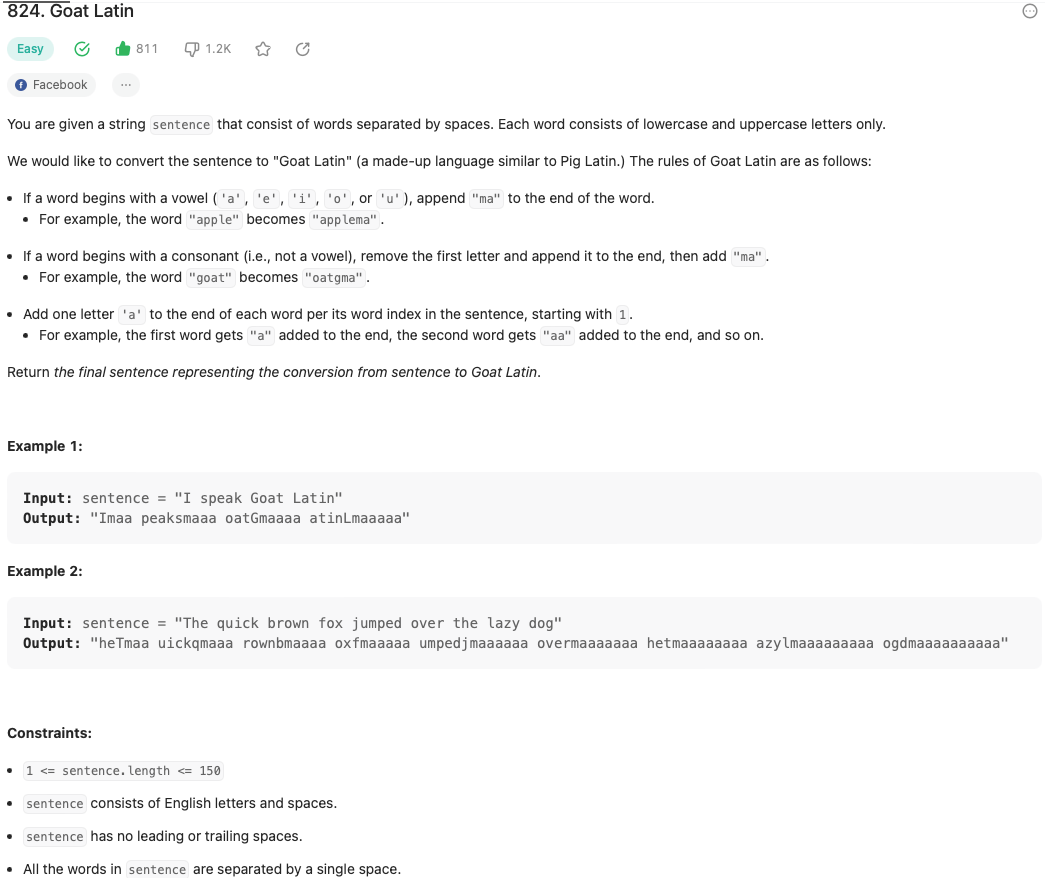 824. Goat Latin
Easy 811 1.2K
Facebook ...
You are given a string sentence that consist of words separated by spaces. Each word consists of lowercase and uppercase letters only.
We would like to convert the sentence to "Goat Latin" (a made-up language similar to Pig Latin.) The rules of Goat Latin are as follows:
• If a word begins with a vowel ( 'a' , 'e' , 'i' , 'o' , or 'u' ), append "ma" to the end of the word.
• For example, the word "apple" becomes "applema" .
• If a word begins with a consonant (i.e., not a vowel), remove the first letter and append it to the end, then add "ma" .
• For example, the word "goat" becomes "oatgma" .
• Add one letter 'a' to the end of each word per its word index in the sentence, starting with 1 .
• For example, the first word gets "a" added to the end, the second word gets "aa" added to the end, and so on.
Return the final sentence representing the conversion from sentence to Goat Latin.
Example 1:
Input: sentence = "I speak Goat Latin"
Output: "Imaa peaksmaaa oatGmaaaa atinLmaaaaa"
Example 2:
Input: sentence = "The quick brown fox jumped over the lazy dog"
Output: "heTmaa uickqmaaa rownbmaaaa oxfmaaaaa umpedjmaaaaaa overmaaaaaaa hetmaaaaaaaa azylmaaaaaaaaa ogdmaaaaaaaaaa"
Constraints:
• 1 <= sentence.length <= 150
• sentence consists of English letters and spaces.
• sentence has no leading or trailing spaces.
• All the words in sentence are separated by a single space.